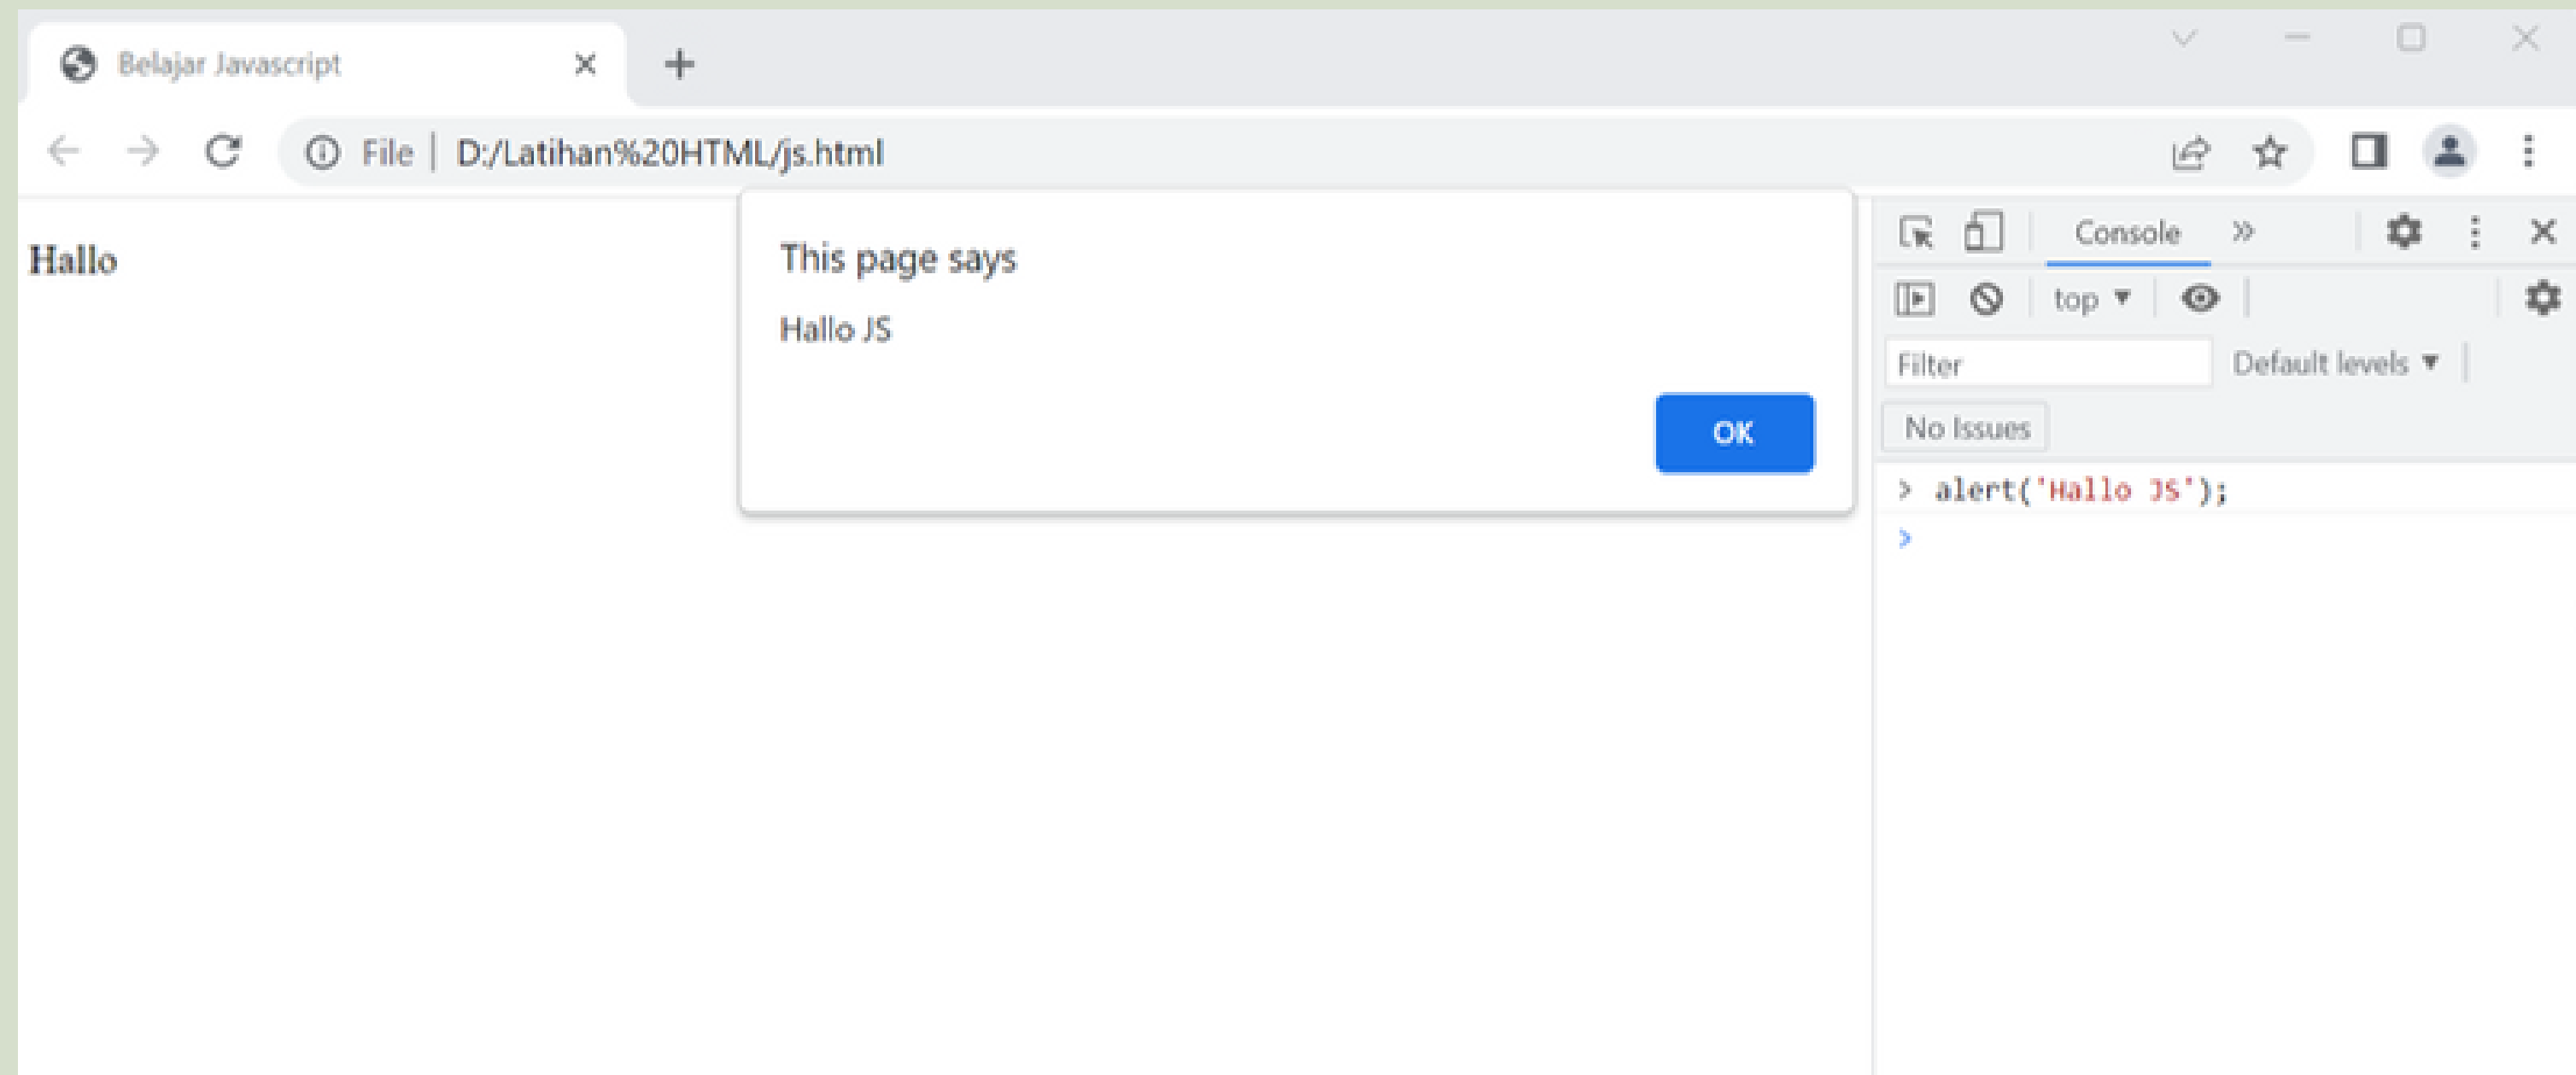 Belajar Javascript
File | D:/Latihan%20HTML/js.html
Hallo
This page says
Hallo JS
OK
Console
top
Filter
Default levels
No Issues
> alert('Hallo JS');
>